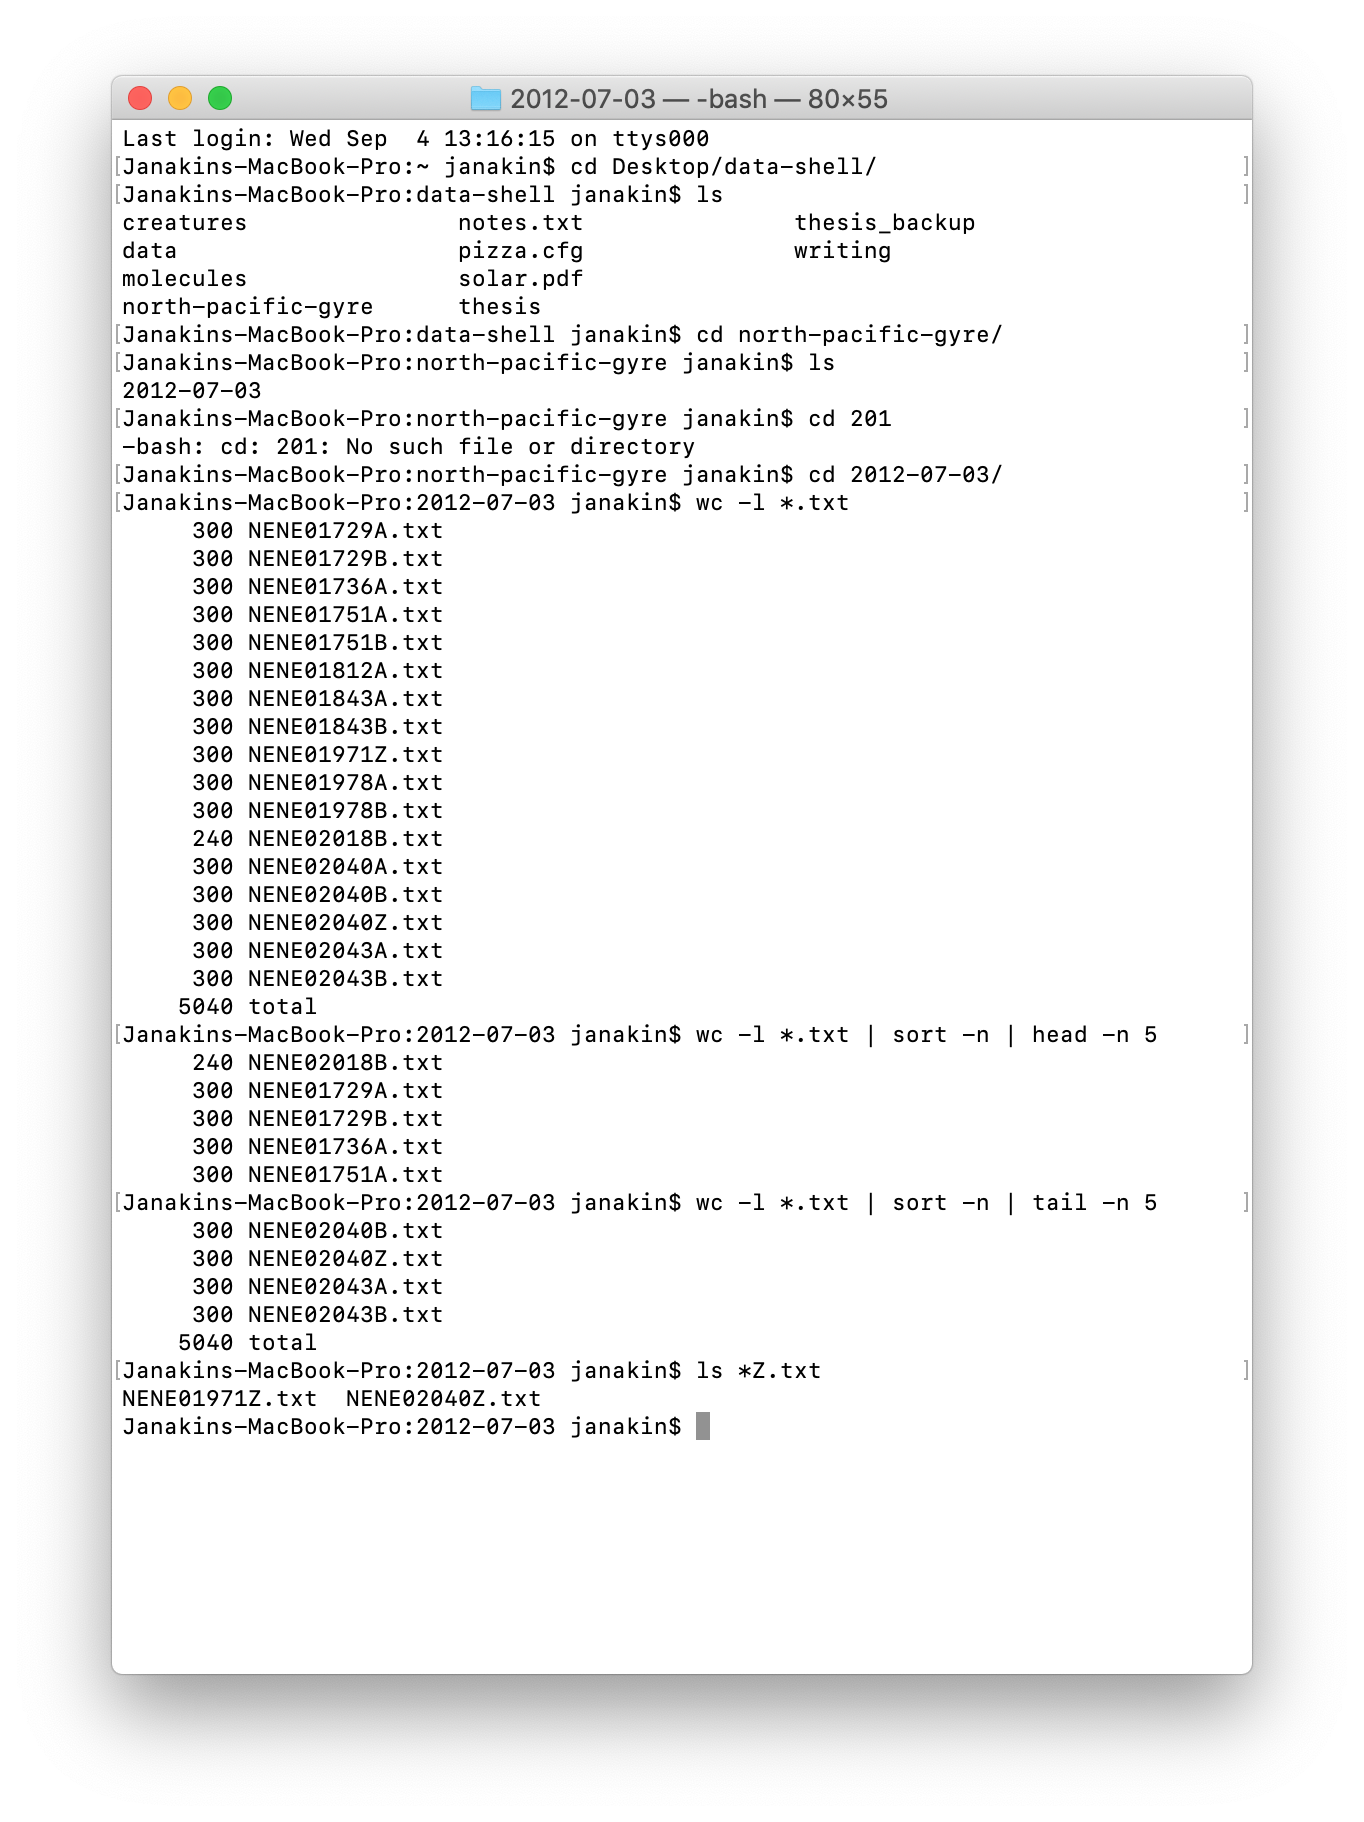 2012-07-03 — -bash — 80×55
Last login: Wed Sep  4 13:16:15 on ttys000
[Janakins-MacBook-Pro:~ janakin$ cd Desktop/data-shell/ ]
[Janakins-MacBook-Pro:data-shell janakin$ ls ]
creatures               notes.txt               thesis_backup
data                    pizza.cfg               writing
molecules               solar.pdf
north-pacific-gyre      thesis
[Janakins-MacBook-Pro:data-shell janakin$ cd north-pacific-gyre/ ]
[Janakins-MacBook-Pro:north-pacific-gyre janakin$ ls ]
2012-07-03
[Janakins-MacBook-Pro:north-pacific-gyre janakin$ cd 201 ]
-bash: cd: 201: No such file or directory
[Janakins-MacBook-Pro:north-pacific-gyre janakin$ cd 2012-07-03/ ]
[Janakins-MacBook-Pro:2012-07-03 janakin$ wc -l *.txt ]
     300 NENE01729A.txt
     300 NENE01729B.txt
     300 NENE01736A.txt
     300 NENE01751A.txt
     300 NENE01751B.txt
     300 NENE01812A.txt
     300 NENE01843A.txt
     300 NENE01843B.txt
     300 NENE01971Z.txt
     300 NENE01978A.txt
     300 NENE01978B.txt
     240 NENE02018B.txt
     300 NENE02040A.txt
     300 NENE02040B.txt
     300 NENE02040Z.txt
     300 NENE02043A.txt
     300 NENE02043B.txt
    5040 total
[Janakins-MacBook-Pro:2012-07-03 janakin$ wc -l *.txt | sort -n | head -n 5 ]
     240 NENE02018B.txt
     300 NENE01729A.txt
     300 NENE01729B.txt
     300 NENE01736A.txt
     300 NENE01751A.txt
[Janakins-MacBook-Pro:2012-07-03 janakin$ wc -l *.txt | sort -n | tail -n 5 ]
     300 NENE02040B.txt
     300 NENE02040Z.txt
     300 NENE02043A.txt
     300 NENE02043B.txt
    5040 total
[Janakins-MacBook-Pro:2012-07-03 janakin$ ls *Z.txt ]
NENE01971Z.txt  NENE02040Z.txt
Janakins-MacBook-Pro:2012-07-03 janakin$